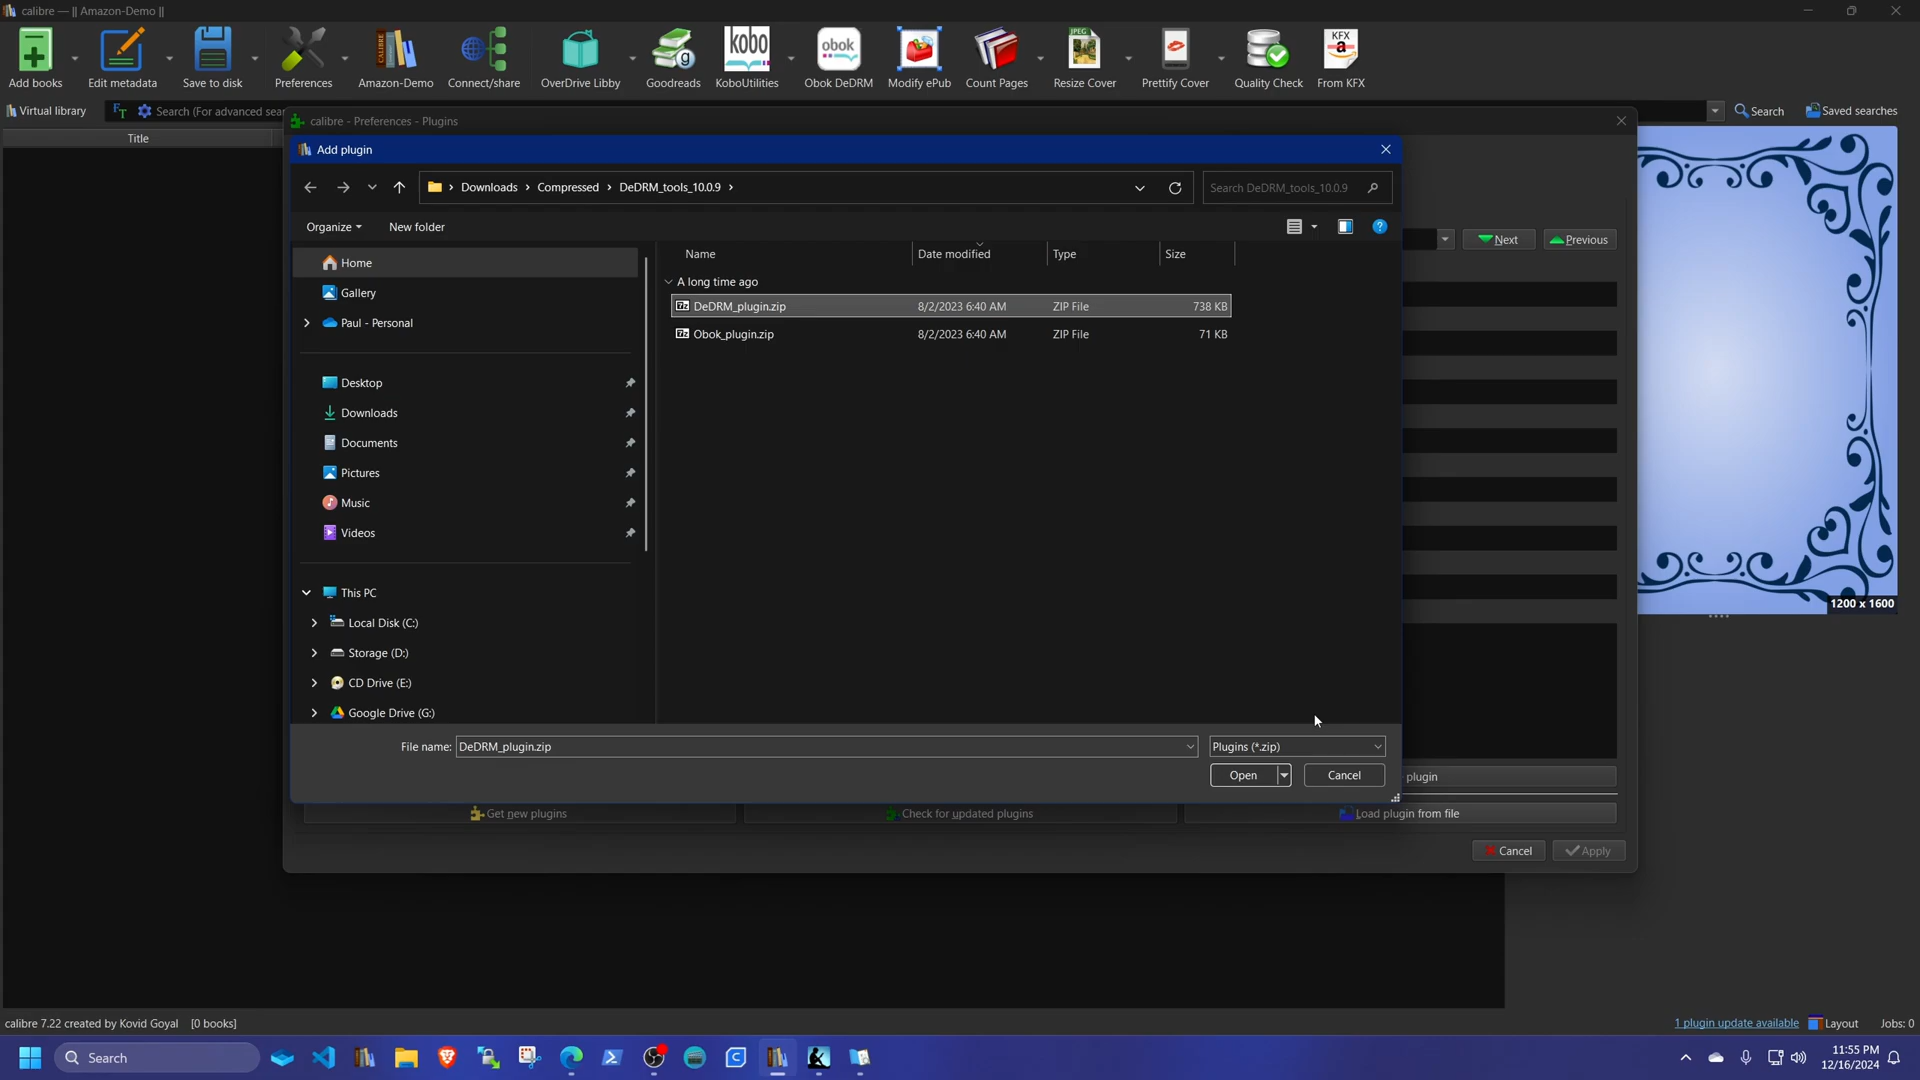 calibre — || Amazon-Demo ||
Add books
Edit metadata
Save to disk
Preferences
Amazon-Demo
Connect/share
OverDrive Libby
Goodreads
kobo
KoboUtilities
obok
Obok DeDRM
Modify ePub
Count Pages
JPEG
Resize Cover
Prettify Cover
Quality Check
KFX
From KFX
Virtual library
Search (For advanced sear
Search
Saved searches
Title
calibre - Preferences - Plugins
Add plugin
Downloads
Compressed
DeDRM_tools_10.0.9
Search DeDRM_tools_10.0.9
Organize
New folder
Next
Previous
Home
Gallery
Paul - Personal
Desktop
Downloads
Documents
Pictures
Music
Videos
This PC
Local Disk (C:)
Storage (D:)
CD Drive (E:)
Google Drive (G:)
Name
Date modified
Type
Size
A long time ago
DeDRM_plugin.zip 8/2/2023 6:40 AM ZIP File 738 KB
Obok_plugin.zip 8/2/2023 6:40 AM ZIP File 71 KB
1200 x 1600
File name: DeDRM_plugin.zip
Plugins (*.zip)
Open
Cancel
plugin
Get new plugins
Check for updated plugins
Load plugin from file
Cancel
Apply
calibre 7.22 created by Kovid Goyal [0 books]
1 plugin update available
Layout
Jobs: 0
Search
11:55 PM
12/16/2024